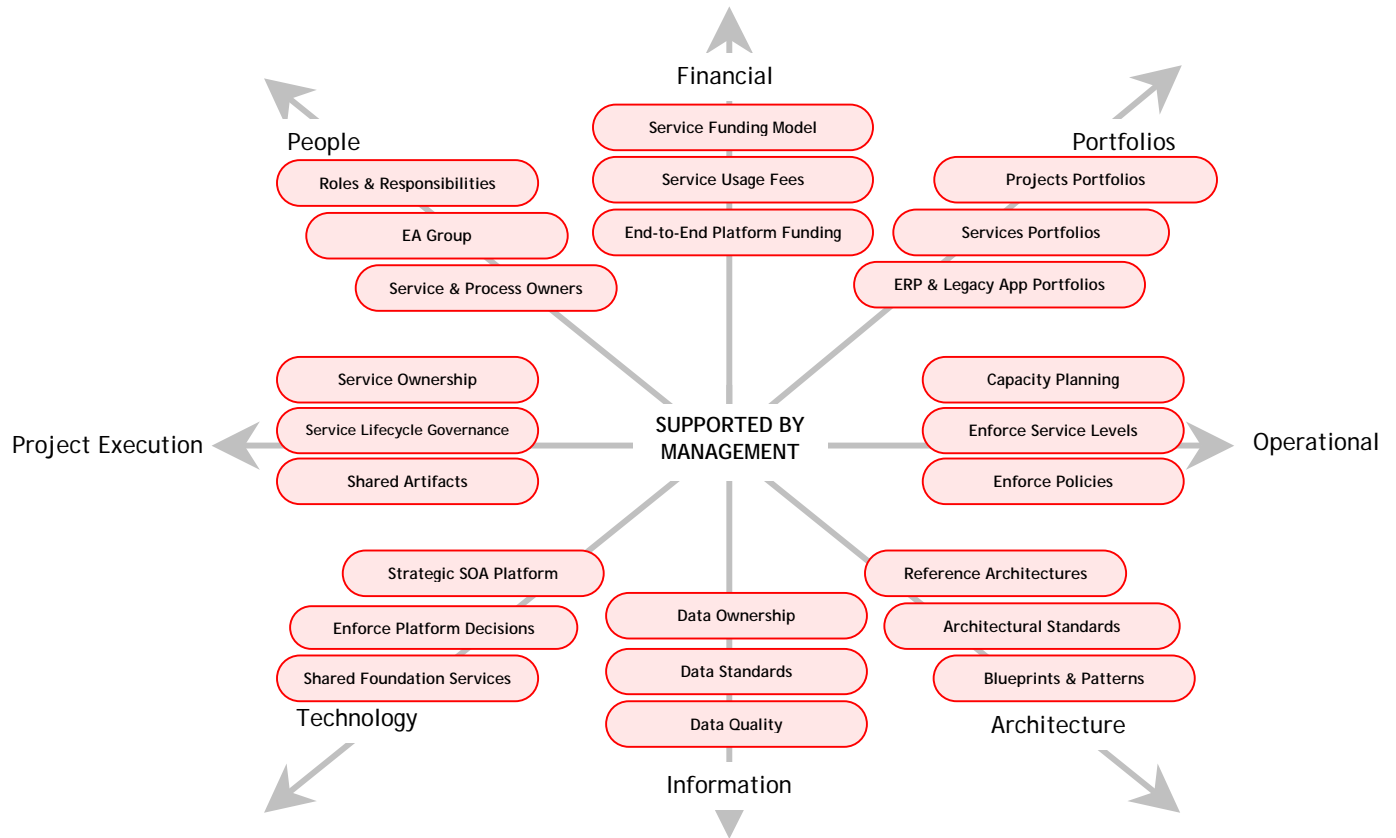 Financial
Service Funding Model
Service Usage Fees
End-to-End Platform Funding
People
Roles & Responsibilities
EA Group
Service & Process Owners
Portfolios
Projects Portfolios
Services Portfolios
ERP & Legacy App Portfolios
Project Execution
Service Ownership
Service Lifecycle Governance
Shared Artifacts
SUPPORTED BY
MANAGEMENT
Capacity Planning
Enforce Service Levels
Enforce Policies
Operational
Strategic SOA Platform
Enforce Platform Decisions
Shared Foundation Services
Technology
Data Ownership
Data Standards
Data Quality
Information
Reference Architectures
Architectural Standards
Blueprints & Patterns
Architecture